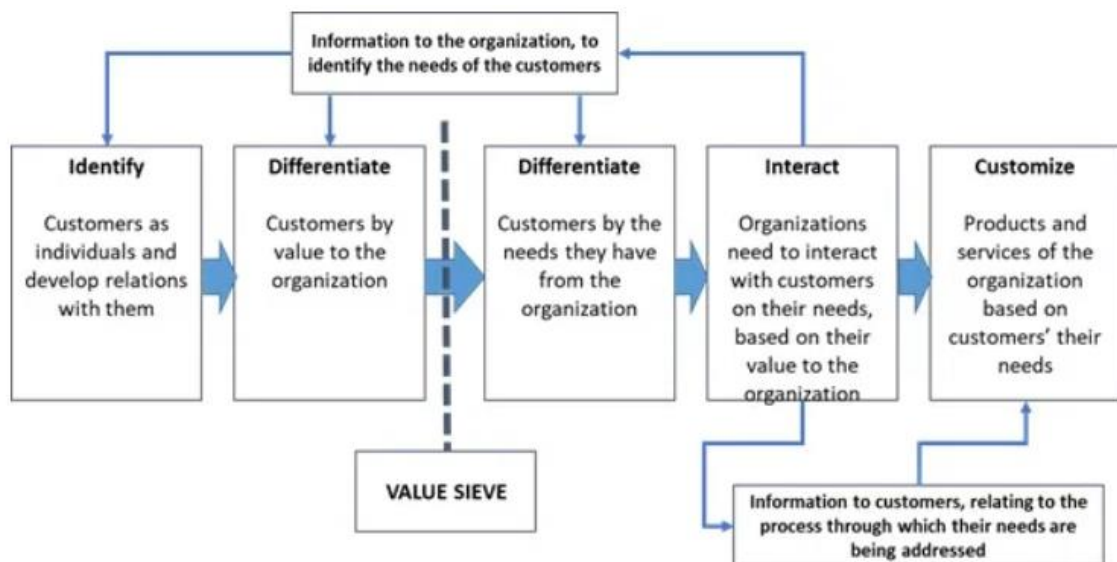 Information to the organization, to
identify the needs of the customers
Identify
Customers as
individuals and
develop relations
with them
Differentiate
Customers by
value to the
organization
Differentiate
Customers by the
needs they have
from the
organization
Interact
Organizations
need to interact
with customers
on their needs,
based on their
value to the
organization
Customize
Products and
services of the
organization
based on
customers’ their
needs
VALUE SIEVE
Information to customers, relating to the
process through which their needs are
being addressed